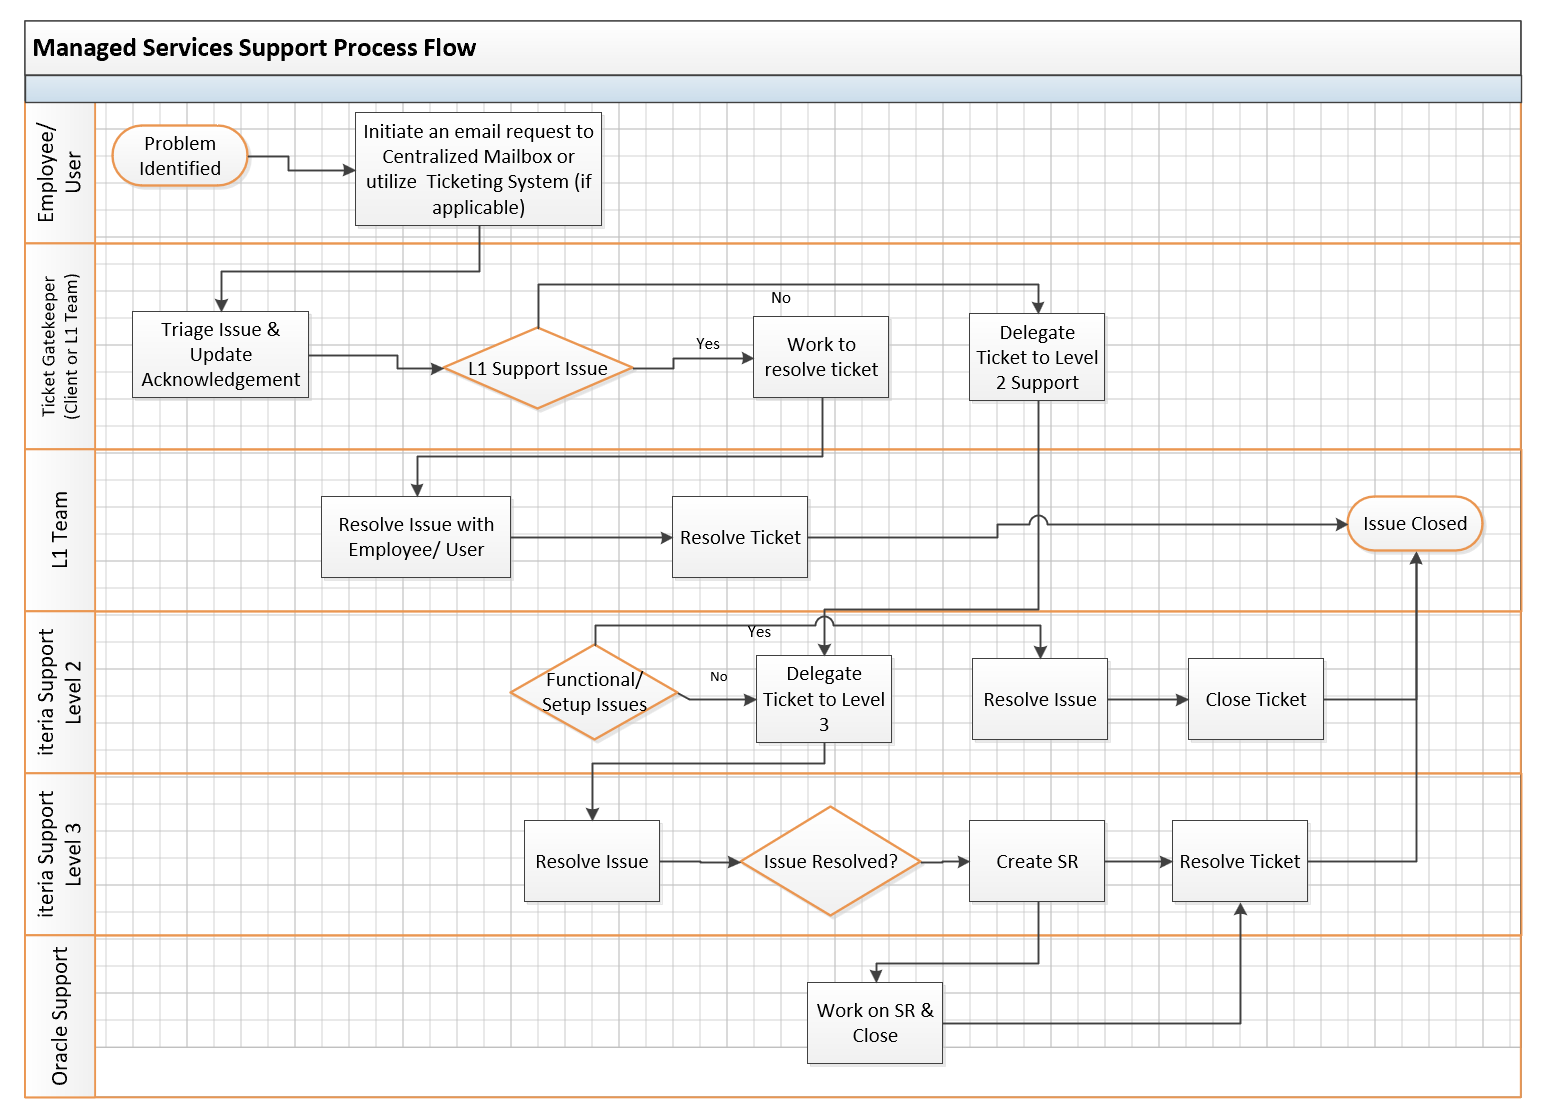 Managed Services Support Process Flow
Employee/
User
Problem
Identified
Initiate an email request to
Centralized Mailbox or
utilize  Ticketing System (if
applicable)
Ticket Gatekeeper
(Client or L1 Team)
Triage Issue &
Update
Acknowledgement
L1 Support Issue
No
Yes
Work to
resolve ticket
Delegate
Ticket to Level
2 Support
L1 Team
Resolve Issue with
Employee/ User
Resolve Ticket
Issue Closed
iteria Support
Level 2
Functional/
Setup Issues
Yes
No
Delegate
Ticket to Level
3
Resolve Issue
Close Ticket
iteria Support
Level 3
Resolve Issue
Issue Resolved?
Create SR
Resolve Ticket
Oracle Support
Work on SR &
Close